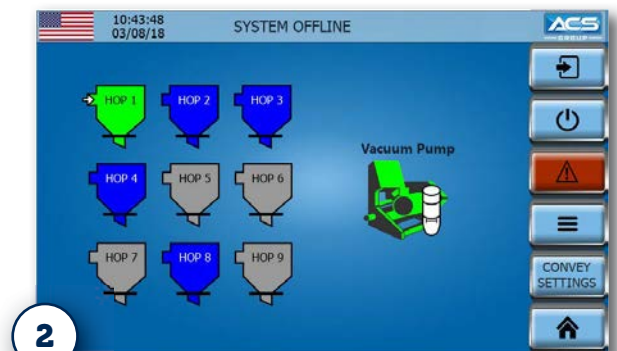 10:43:48
03/08/18
SYSTEM OFFLINE
ACS
GROUP
HOP 1
HOP 2
HOP 3
Vacuum Pump
HOP 4
HOP 5
HOP 6
HOP 7
HOP 8
HOP 9
CONVEY
SETTINGS
2